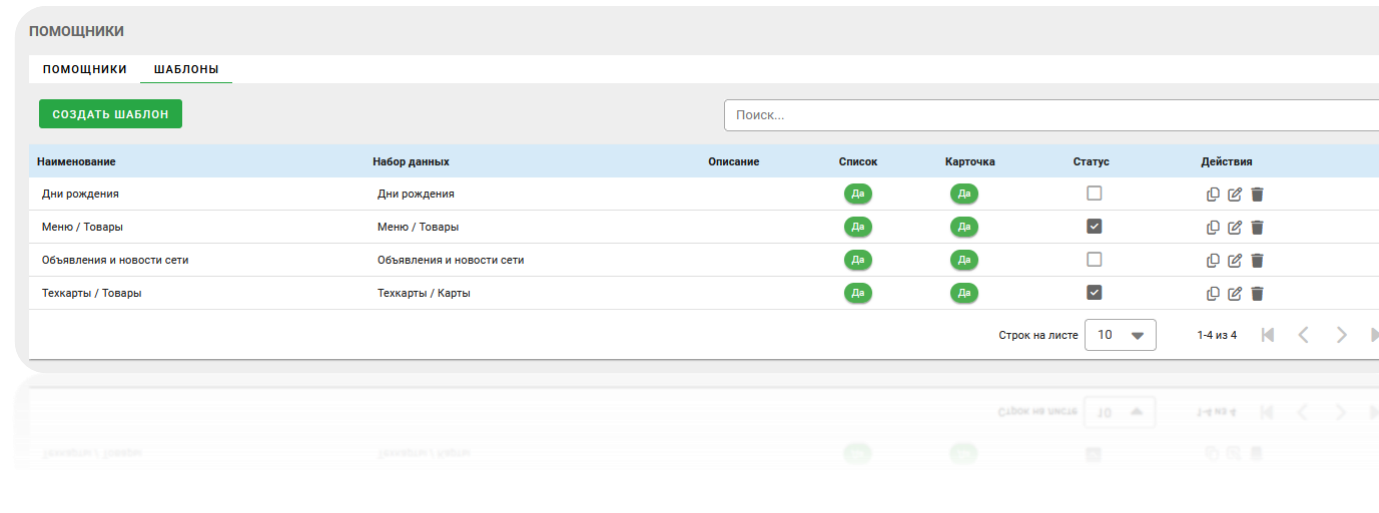 ПОМОЩНИКИ
ПОМОЩНИКИ ШАБЛОНЫ
СОЗДАТЬ ШАБЛОН Поиск...
Наименование Набор данных Описание Список Карточка Статус Действия
Дни рождения Дни рождения Да Да
Меню / Товары Меню / Товары Да Да
Объявления и новости сети Объявления и новости сети Да Да
Техкарты / Товары Техкарты / Карты Да Да
Строк на листе 10 1-4 из 4